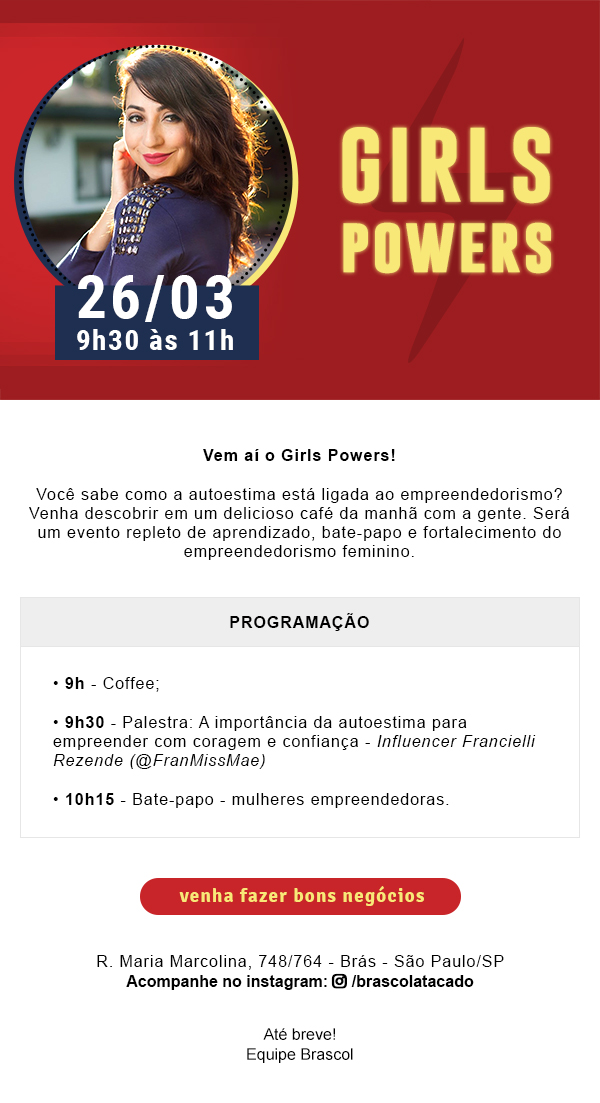 GIRLS
POWERS
26/03
9h30 às 11h
Vem aí o Girls Powers!
Você sabe como a autoestima está ligada ao empreendedorismo?
Venha descobrir em um delicioso café da manhã com a gente. Será
um evento repleto de aprendizado, bate-papo e fortalecimento do
empreendedorismo feminino.
PROGRAMAÇÃO
• 9h - Coffee;
• 9h30 - Palestra: A importância da autoestima para
empreender com coragem e confiança - Influencer Francielli
Rezende (@FranMissMae)
• 10h15 - Bate-papo - mulheres empreendedoras.
venha fazer bons negócios
R. Maria Marcolina, 748/764 - Brás - São Paulo/SP
Acompanhe no instagram: /brascolatacado
Até breve!
Equipe Brascol